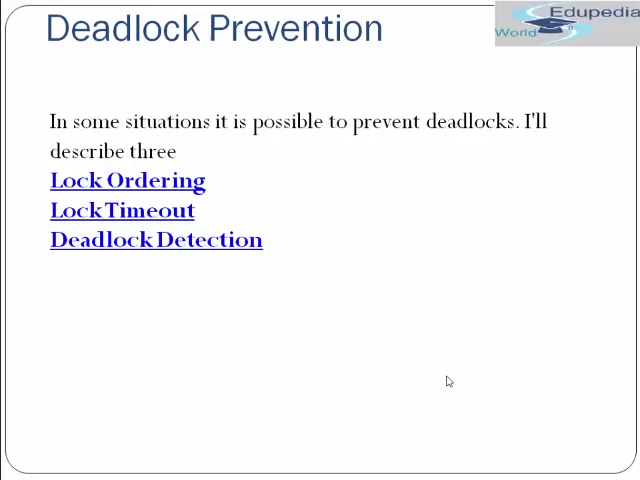 Deadlock Prevention
Edupedia
World
In some situations it is possible to prevent deadlocks. I'll
describe three
Lock Ordering
Lock Timeout
Deadlock Detection